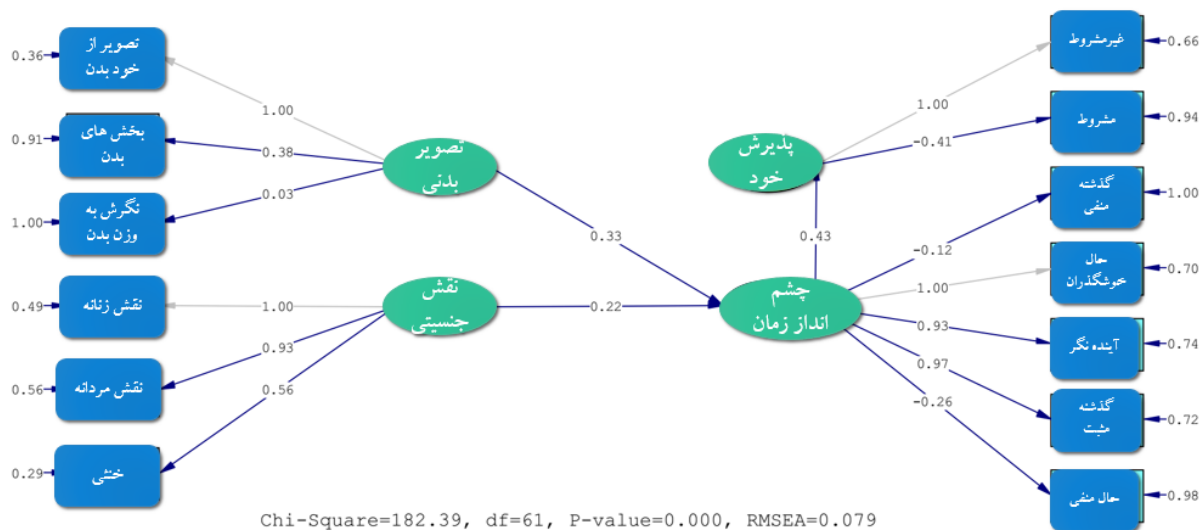 تصویر از
خود بدن
0.36
بخش های
بدن
0.91
نگرش به
وزن بدن
1.00
نقش زنانه
0.49
نقش مردانه
0.56
خنثی
0.29
1.00
0.38
0.03
1.00
0.93
0.56
تصویر
بدنی
نقش
جنسیتی
0.33
0.22
پذیرش
خود
0.43
چشم
انداز زمان
1.00
-0.41
-0.12
1.00
0.93
0.97
-0.26
غیرمشروط
0.66
مشروط
0.94
گذشته
منفی
1.00
حال
خوشگذران
0.70
آینده نگر
0.74
گذشته
مثبت
0.72
حال منفی
0.98
Chi-Square=182.39, df=61, P-value=0.000, RMSEA=0.079